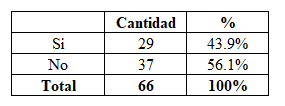 Cantidad %
Si 29 43.9%
No 37 56.1%
Total 66 100%